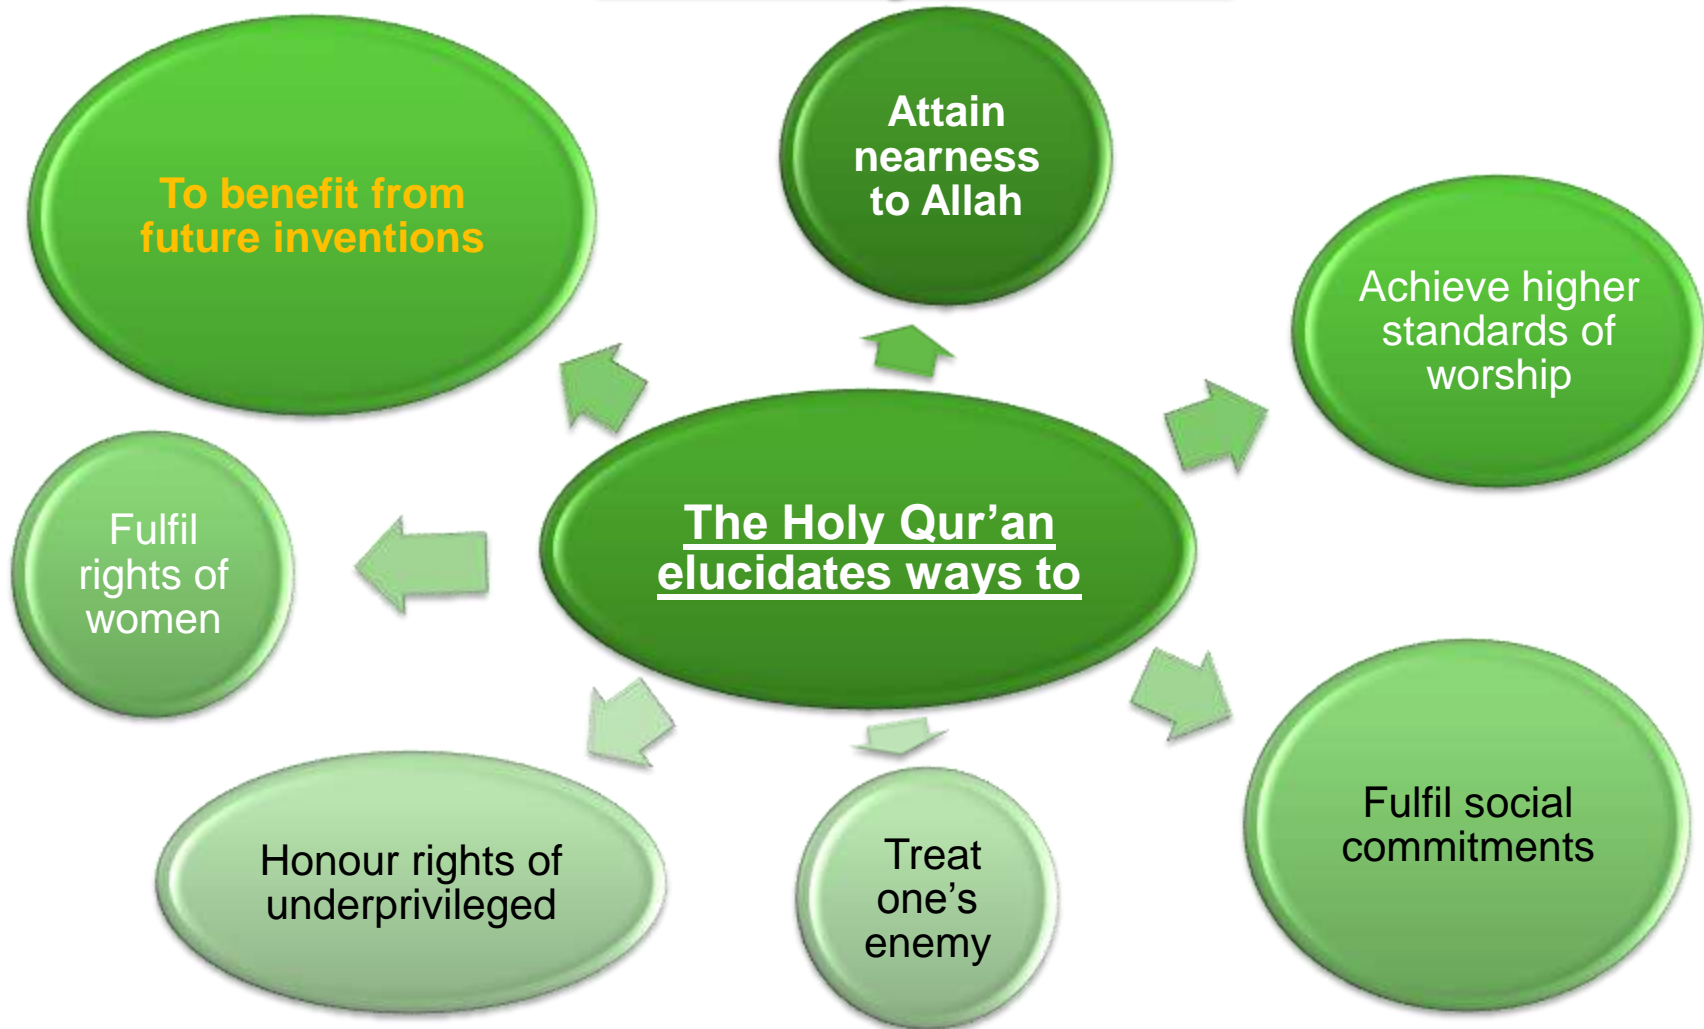 The Holy Qur’an
elucidates ways to
Attain
nearness
to Allah
Achieve higher
standards of
worship
Fulfil social
commitments
Treat
one’s
enemy
Honour rights of
underprivileged
Fulfil
rights of
women
To benefit from
future inventions